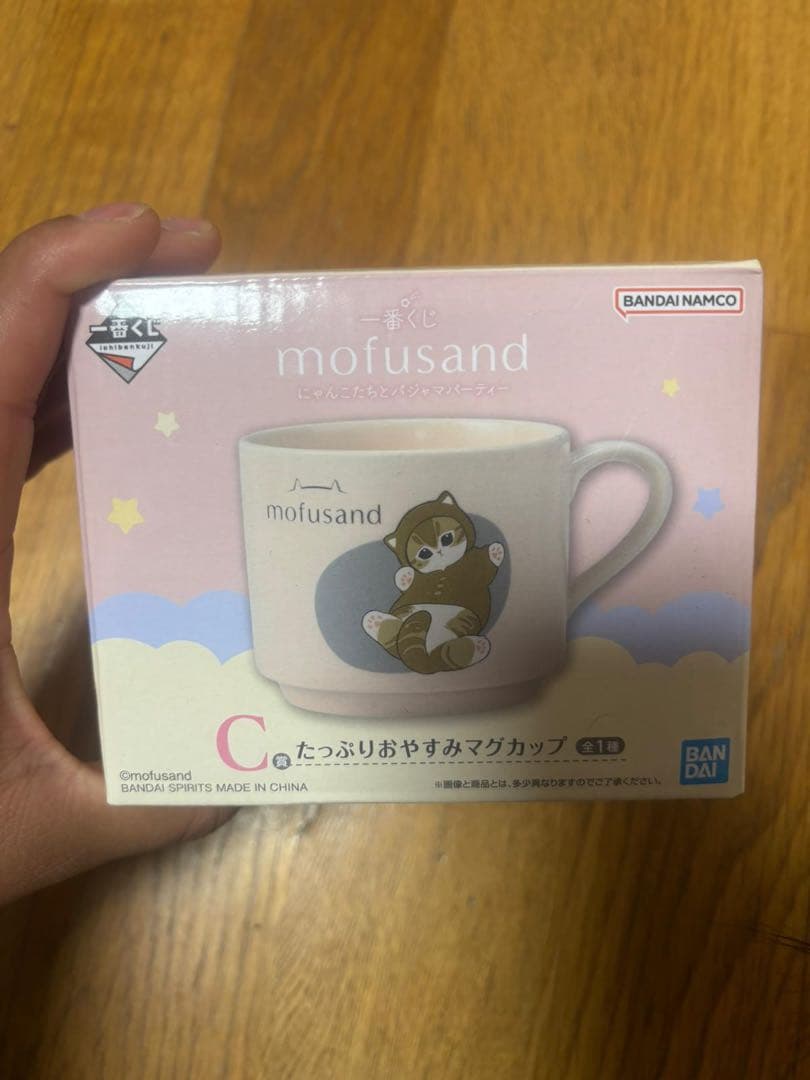 一番くじ
ichibankuji
BANDAI NAMCO
一番くじ
mofusand
にゃんこたちとパジャマパーティー
mofusand
C賞 たっぷりおやすみマグカップ 全1種
©mofusand
BANDAI SPIRITS MADE IN CHINA
※画像と商品とは、多少異なりますのでご了承ください。
BAN
DAI